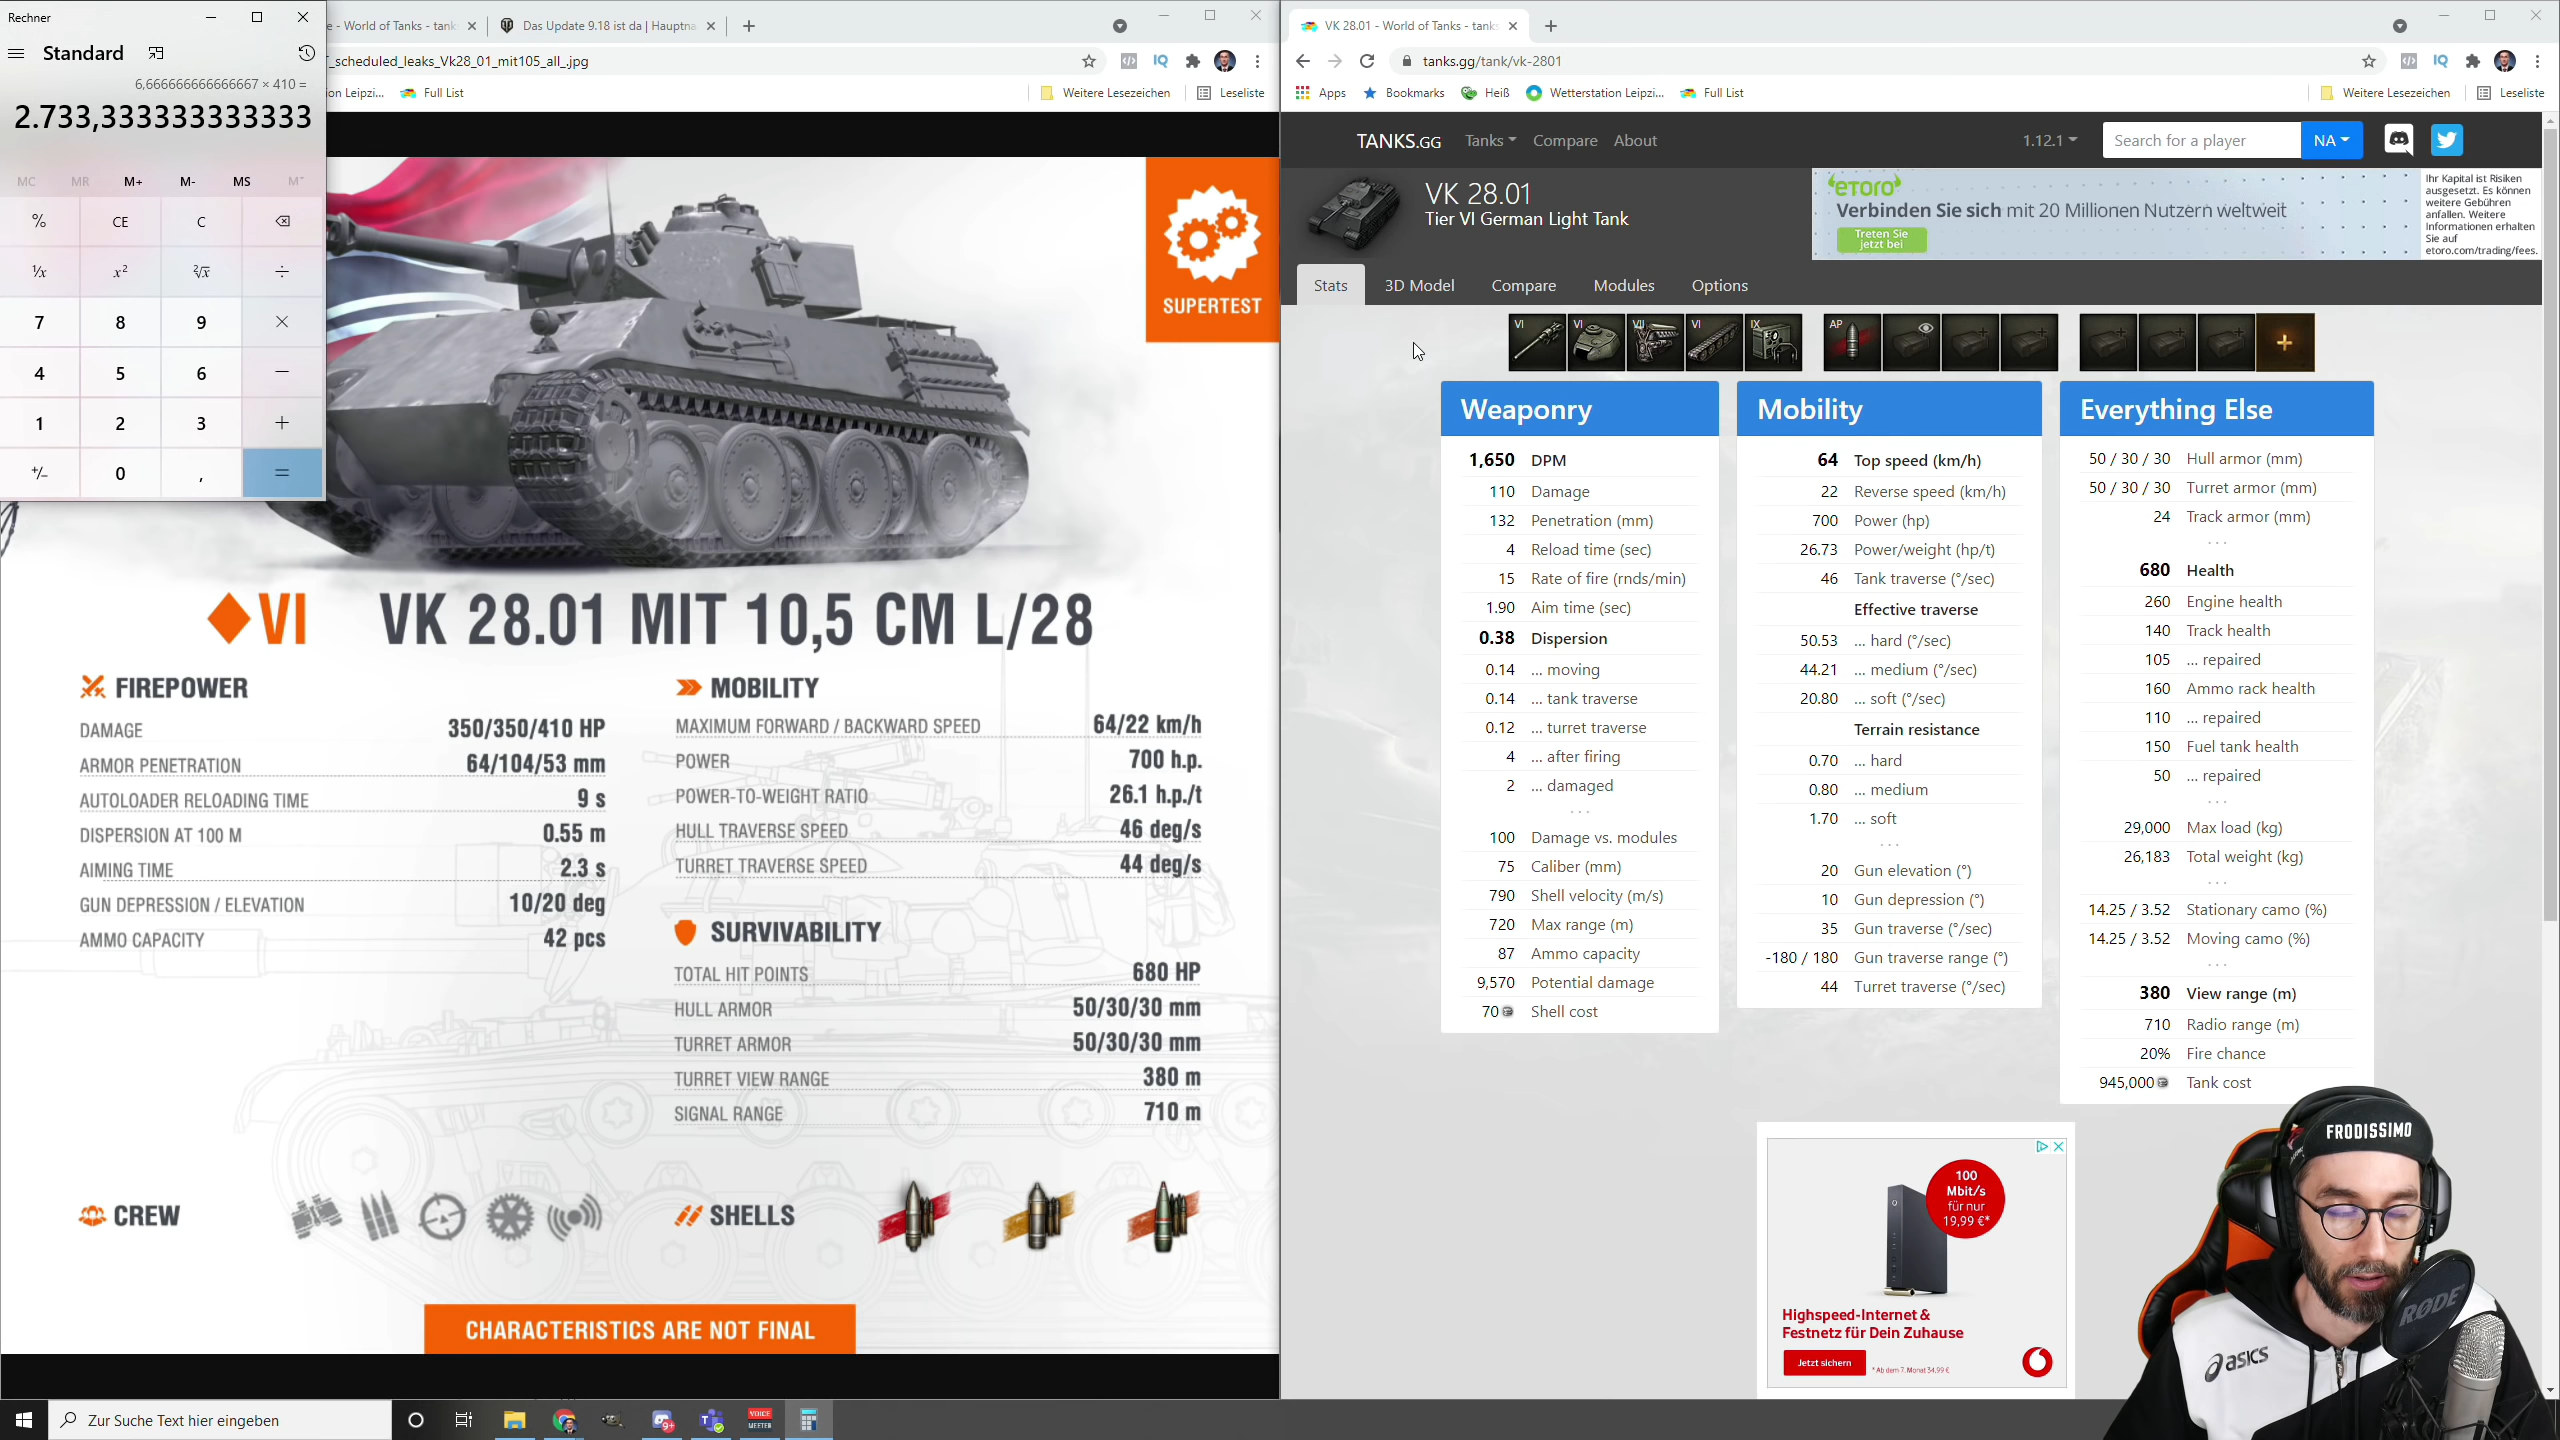 Rechner
Standard
6,666666666666667 × 410 =
2.733,333333333333
MC MR M+ M- MS M˅
% CE C
¹/x x² ²√x ÷
7 8 9 ×
4 5 6 −
1 2 3 +
+/− 0 , =
e - World of Tanks - tank
Das Update 9.18 ist da | Hauptna
_scheduled_leaks_Vk28_01_mit105_all_.jpg
IQ
ion Leipzi...
Full List
Weitere Lesezeichen
Leseliste
SUPERTEST
VI VK 28.01 MIT 10,5 CM L/28
FIREPOWER
DAMAGE 350/350/410 HP
ARMOR PENETRATION 64/104/53 mm
AUTOLOADER RELOADING TIME 9 s
DISPERSION AT 100 M 0.55 m
AIMING TIME 2.3 s
GUN DEPRESSION / ELEVATION 10/20 deg
AMMO CAPACITY 42 pcs
MOBILITY
MAXIMUM FORWARD / BACKWARD SPEED 64/22 km/h
POWER 700 h.p.
POWER-TO-WEIGHT RATIO 26.1 h.p./t
HULL TRAVERSE SPEED 46 deg/s
TURRET TRAVERSE SPEED 44 deg/s
SURVIVABILITY
TOTAL HIT POINTS 680 HP
HULL ARMOR 50/30/30 mm
TURRET ARMOR 50/30/30 mm
TURRET VIEW RANGE 380 m
SIGNAL RANGE 710 m
CREW
SHELLS
CHARACTERISTICS ARE NOT FINAL
VK 28.01 - World of Tanks - tanks
tanks.gg/tank/vk-2801
IQ
Apps
Bookmarks
Heiß
Wetterstation Leipzi...
Full List
Weitere Lesezeichen
Leseliste
TANKS.GG
Tanks
Compare
About
1.12.1
Search for a player
NA
VK 28.01
Tier VI German Light Tank
eToro
Verbinden Sie sich mit 20 Millionen Nutzern weltweit
Treten Sie
jetzt bei
Ihr Kapital ist Risiken
ausgesetzt. Es können
weitere Gebühren
anfallen. Weitere
Informationen erhalten
Sie auf
etoro.com/trading/fees.
Stats
3D Model
Compare
Modules
Options
VI VI VII VI IX AP
Weaponry
1,650 DPM
110 Damage
132 Penetration (mm)
4 Reload time (sec)
15 Rate of fire (rnds/min)
1.90 Aim time (sec)
0.38 Dispersion
0.14 ... moving
0.14 ... tank traverse
0.12 ... turret traverse
4 ... after firing
2 ... damaged
...
100 Damage vs. modules
75 Caliber (mm)
790 Shell velocity (m/s)
720 Max range (m)
87 Ammo capacity
9,570 Potential damage
70 Shell cost
Mobility
64 Top speed (km/h)
22 Reverse speed (km/h)
700 Power (hp)
26.73 Power/weight (hp/t)
46 Tank traverse (°/sec)
Effective traverse
50.53 ... hard (°/sec)
44.21 ... medium (°/sec)
20.80 ... soft (°/sec)
Terrain resistance
0.70 ... hard
0.80 ... medium
1.70 ... soft
...
20 Gun elevation (°)
10 Gun depression (°)
35 Gun traverse (°/sec)
-180 / 180 Gun traverse range (°)
44 Turret traverse (°/sec)
Everything Else
50 / 30 / 30 Hull armor (mm)
50 / 30 / 30 Turret armor (mm)
24 Track armor (mm)
...
680 Health
260 Engine health
140 Track health
105 ... repaired
160 Ammo rack health
110 ... repaired
150 Fuel tank health
50 ... repaired
...
29,000 Max load (kg)
26,183 Total weight (kg)
...
14.25 / 3.52 Stationary camo (%)
14.25 / 3.52 Moving camo (%)
...
380 View range (m)
710 Radio range (m)
20% Fire chance
945,000 Tank cost
100
Mbit/s
für nur
19,99 €*
Highspeed-Internet &
Festnetz für Dein Zuhause
Jetzt sichern
* Ab dem 7. Monat 34,99 €
FRODISSIMO
asics
RØDE
Zur Suche Text hier eingeben
9+
VOICE
MEETER